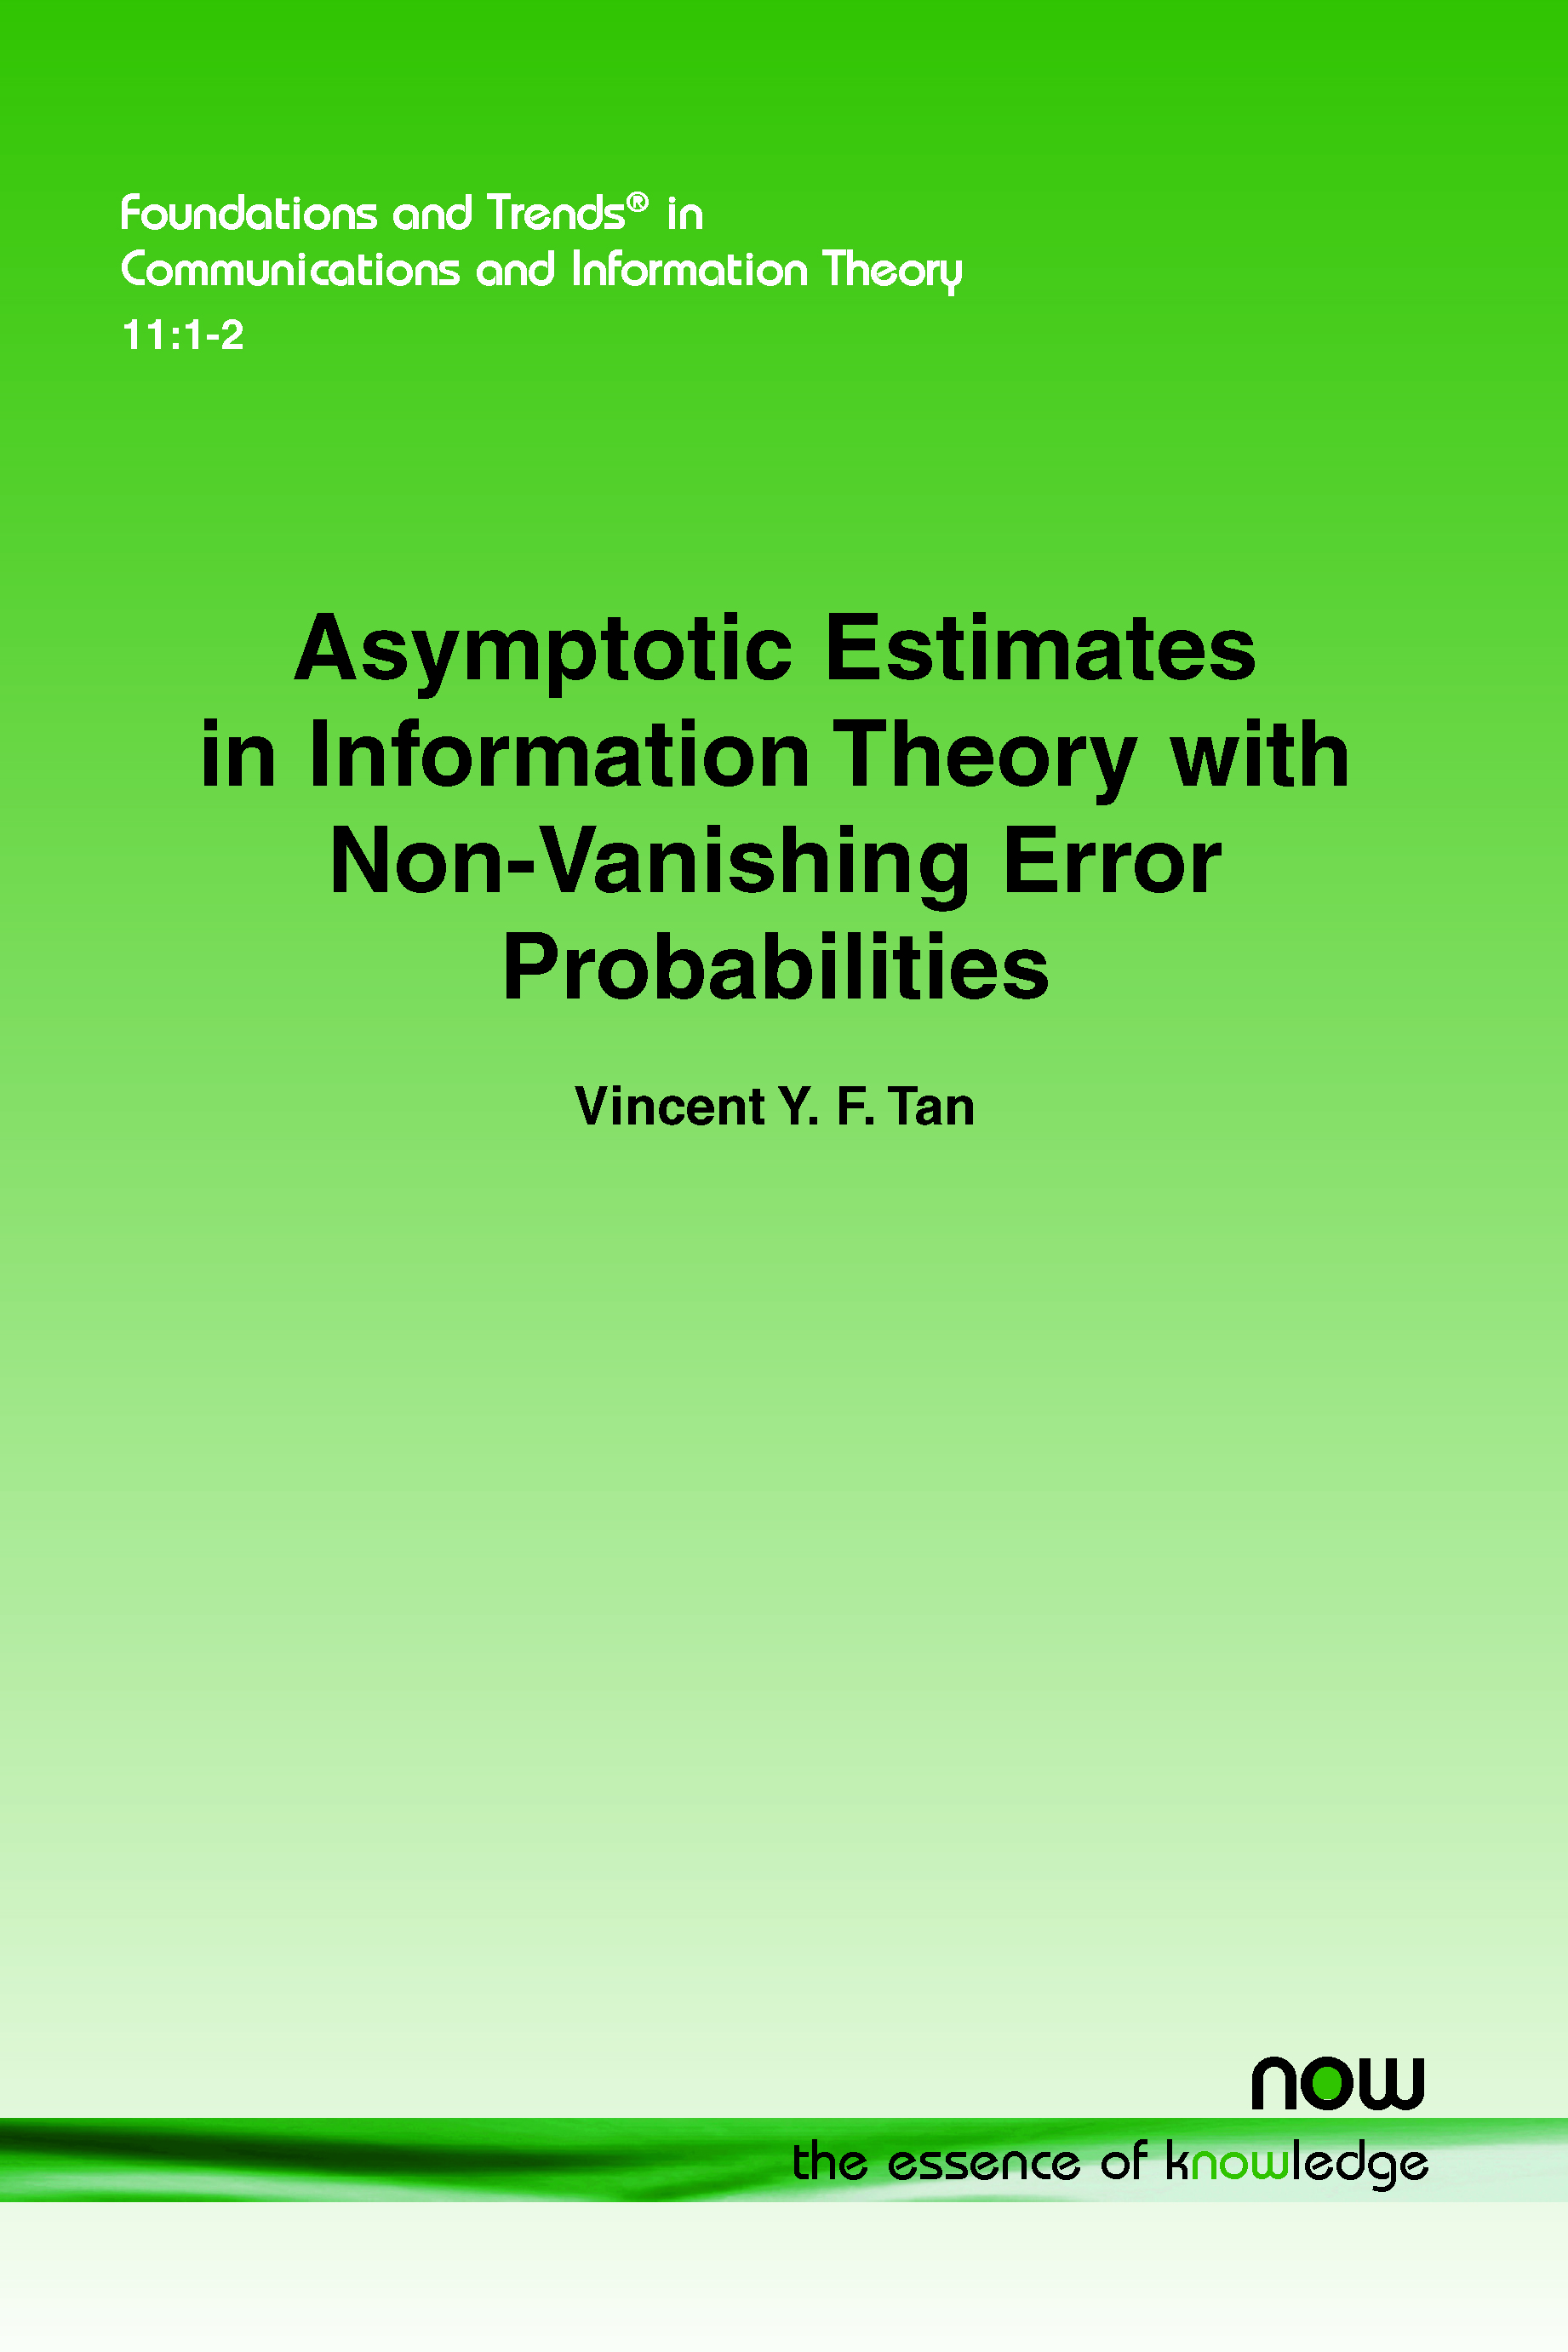 Foundations and Trends® in
Communications and Information Theory
11:1-2
Asymptotic Estimates
in Information Theory with
Non-Vanishing Error
Probabilities
Vincent Y. F. Tan
now
the essence of knowledge